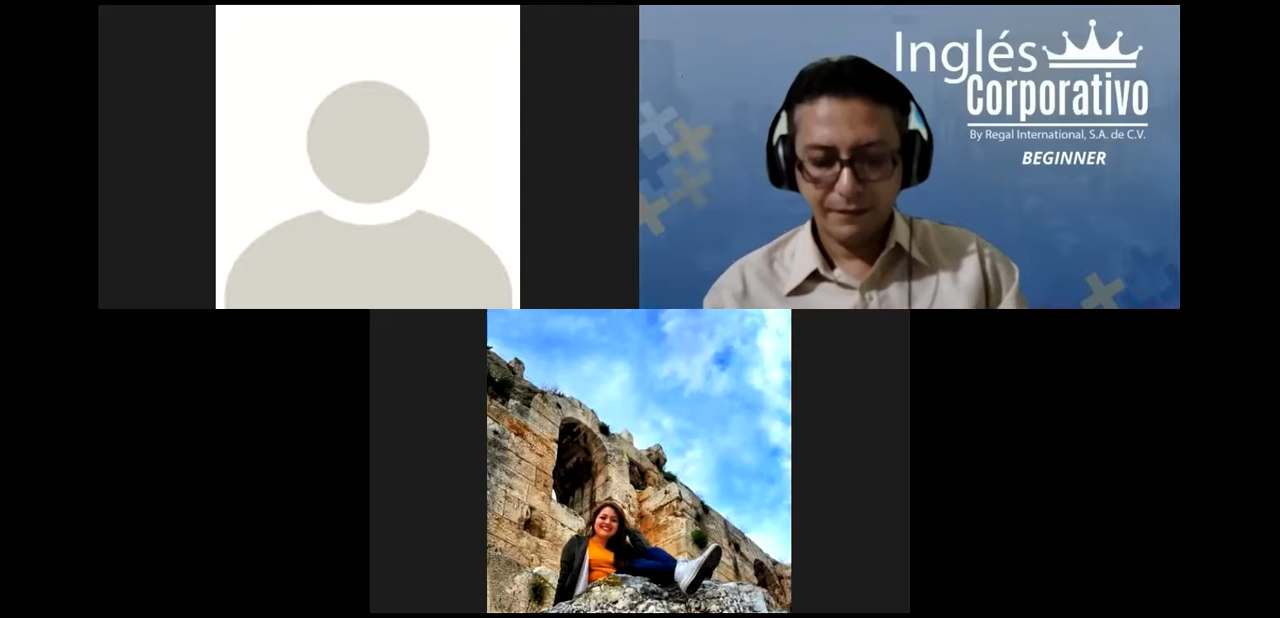 Inglés
Corporativo
By Regal International, S.A. de C.V.
BEGINNER